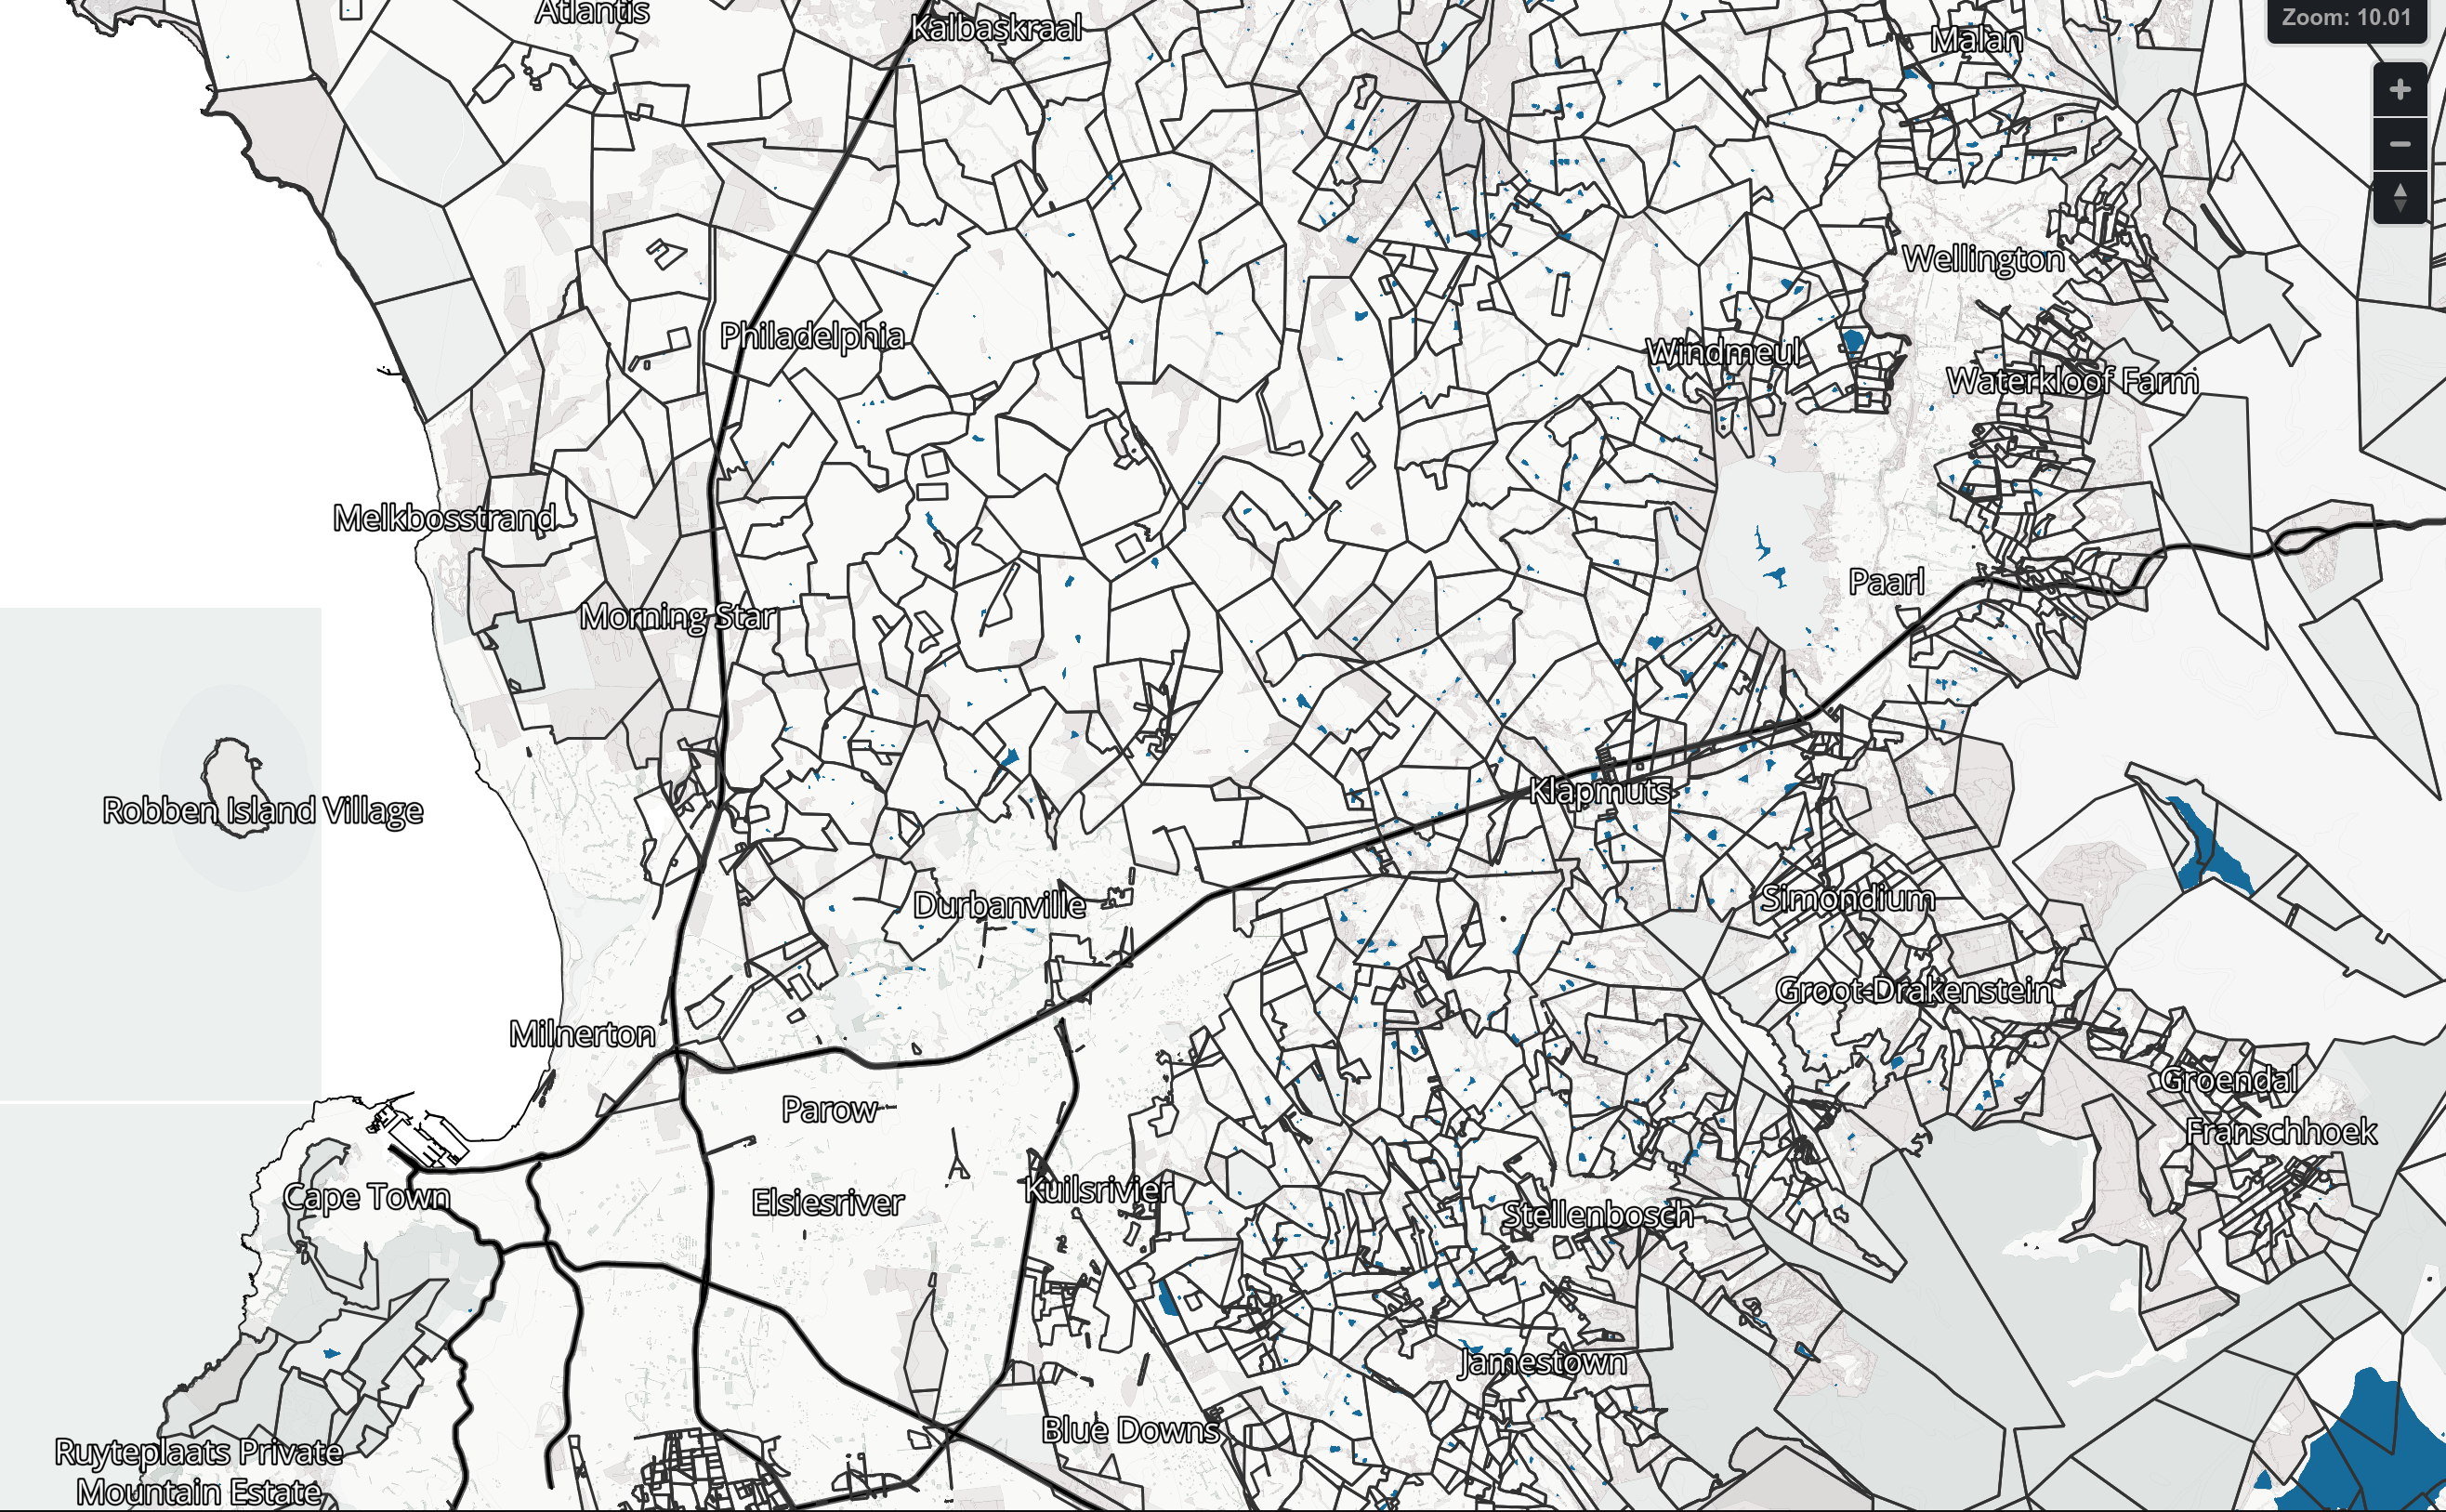 Atlantis
Kalbaskraal
Malan
Zoom: 10.01
Wellington
Philadelphia
Windmeul
Waterkloof Farm
Melkbosstrand
Paarl
Morning Star
Klapmuts
Robben Island Village
Durbanville
Simondium
Groot-Drakenstein
Milnerton
Groendal
Parow
Franschhoek
Cape Town
Elsiesriver
Kuilsrivier
Stellenbosch
Jamestown
Blue Downs
Ruyteplaats Private
Mountain Estate